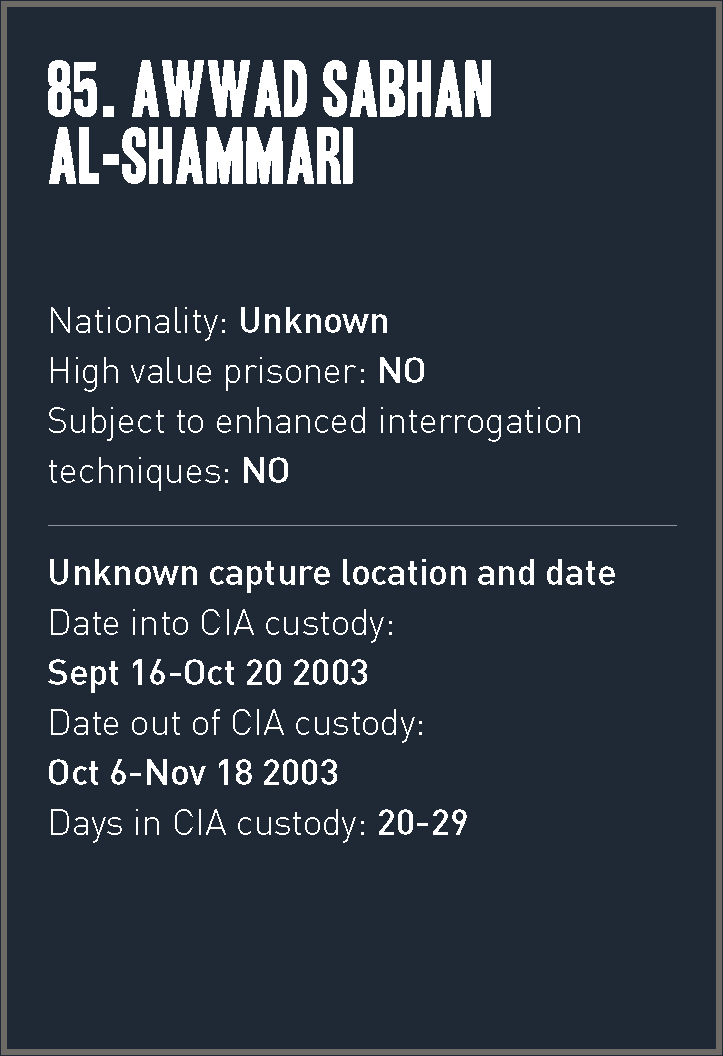 85. AWWAD SABHAN
AL-SHAMMARI
Nationality: Unknown
High value prisoner: NO
Subject to enhanced interrogation
techniques: NO
Unknown capture location and date
Date into CIA custody:
Sept 16-Oct 20 2003
Date out of CIA custody:
Oct 6-Nov 18 2003
Days in CIA custody: 20-29